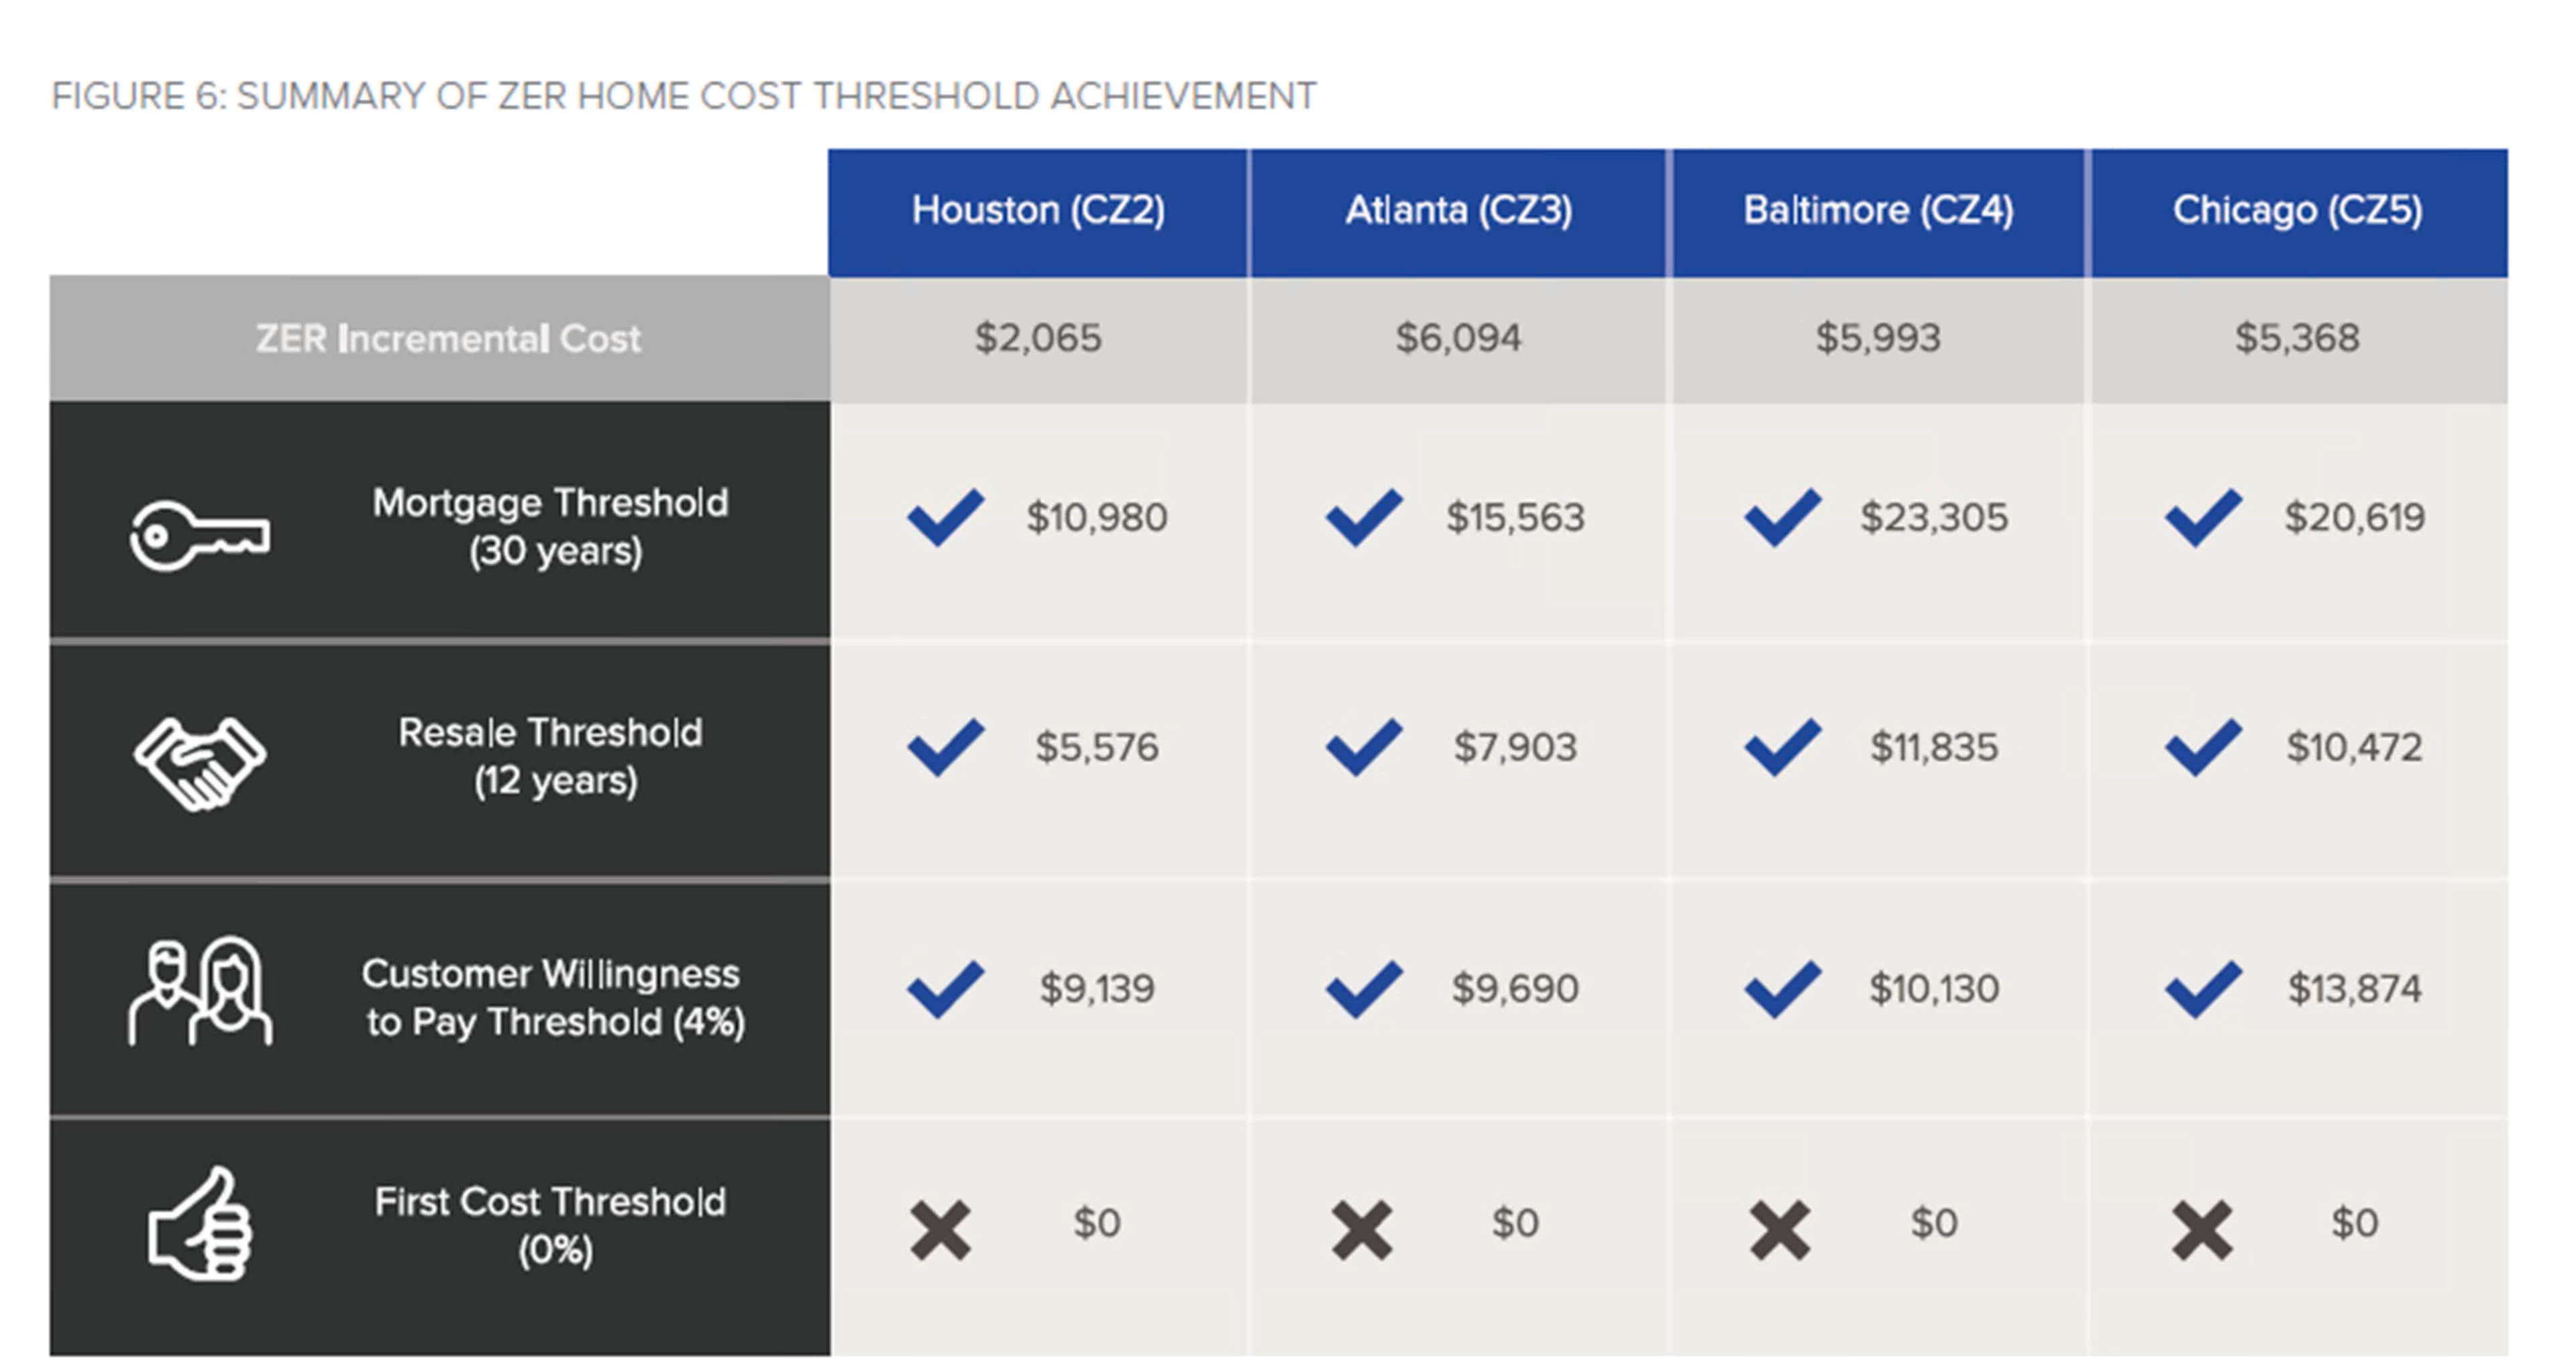 FIGURE 6: SUMMARY OF ZER HOME COST THRESHOLD ACHIEVEMENT
Houston (CZ2) Atlanta (CZ3) Baltimore (CZ4) Chicago (CZ5)
ZER Incremental Cost $2,065 $6,094 $5,993 $5,368
Mortgage Threshold
(30 years)
$10,980 $15,563 $23,305 $20,619
Resale Threshold
(12 years)
$5,576 $7,903 $11,835 $10,472
Customer Willingness
to Pay Threshold (4%)
$9,139 $9,690 $10,130 $13,874
First Cost Threshold
(0%)
$0 $0 $0 $0